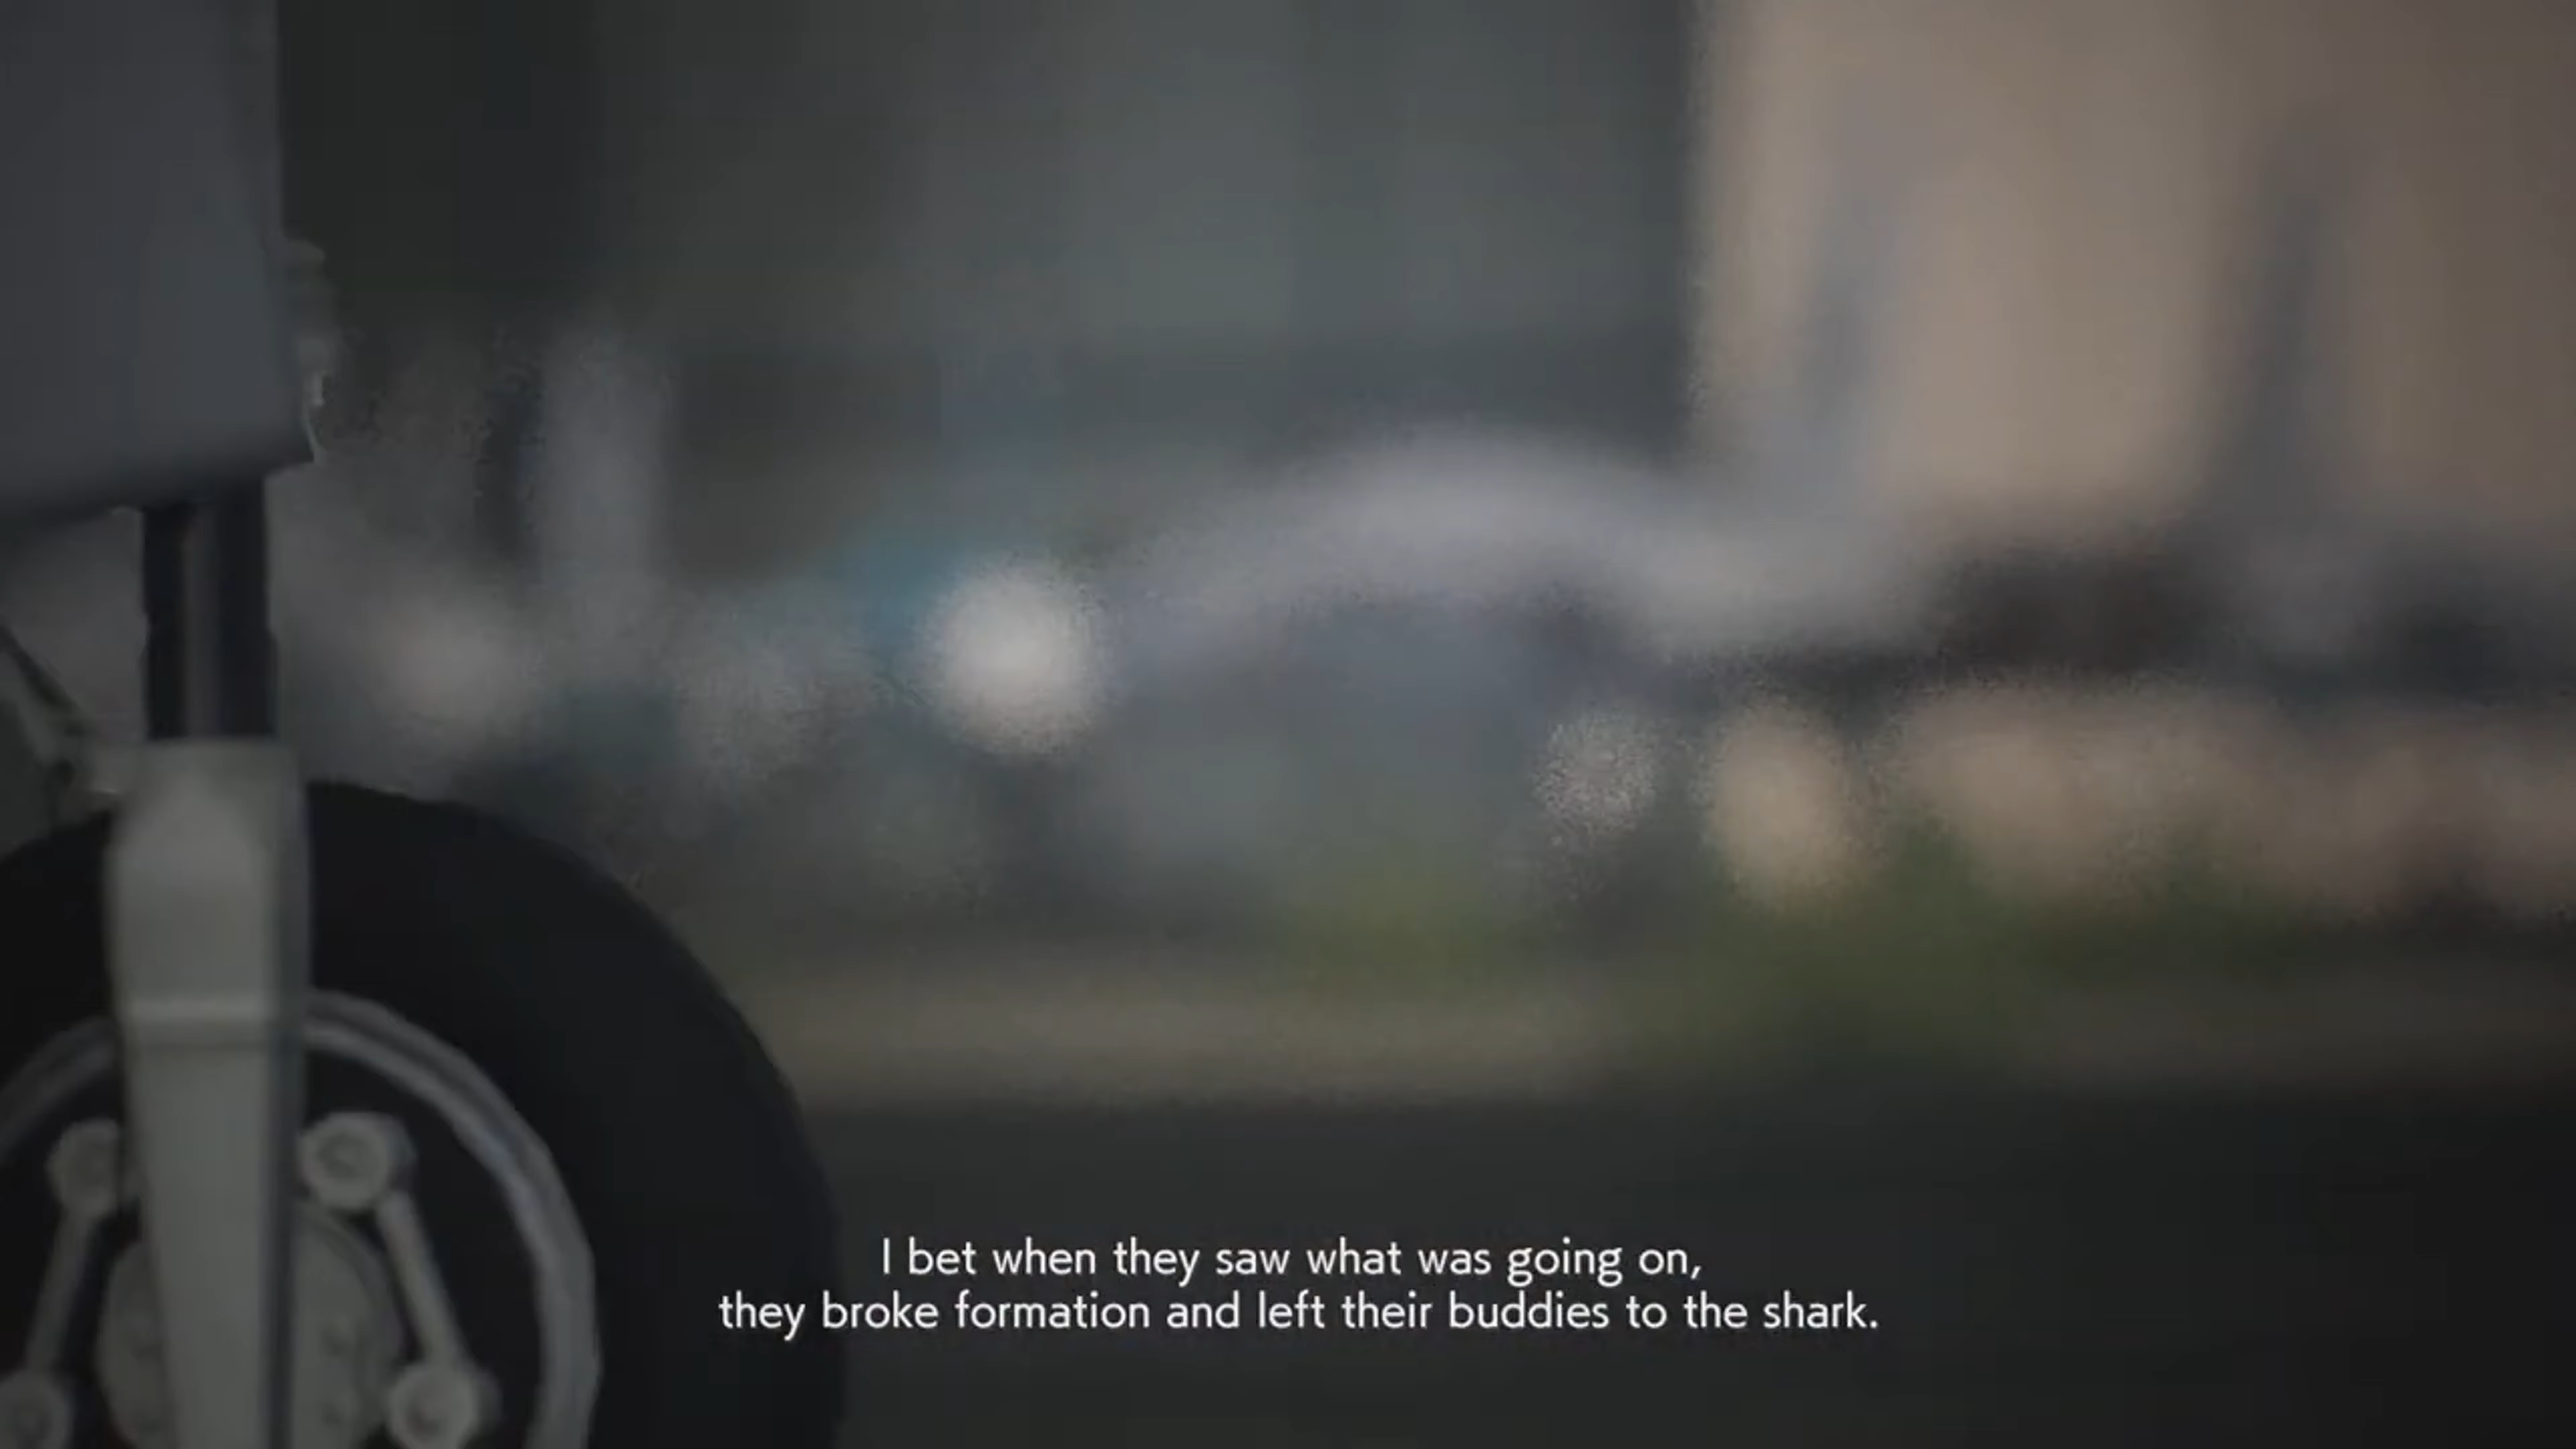 I bet when they saw what was going on,
they broke formation and left their buddies to the shark.